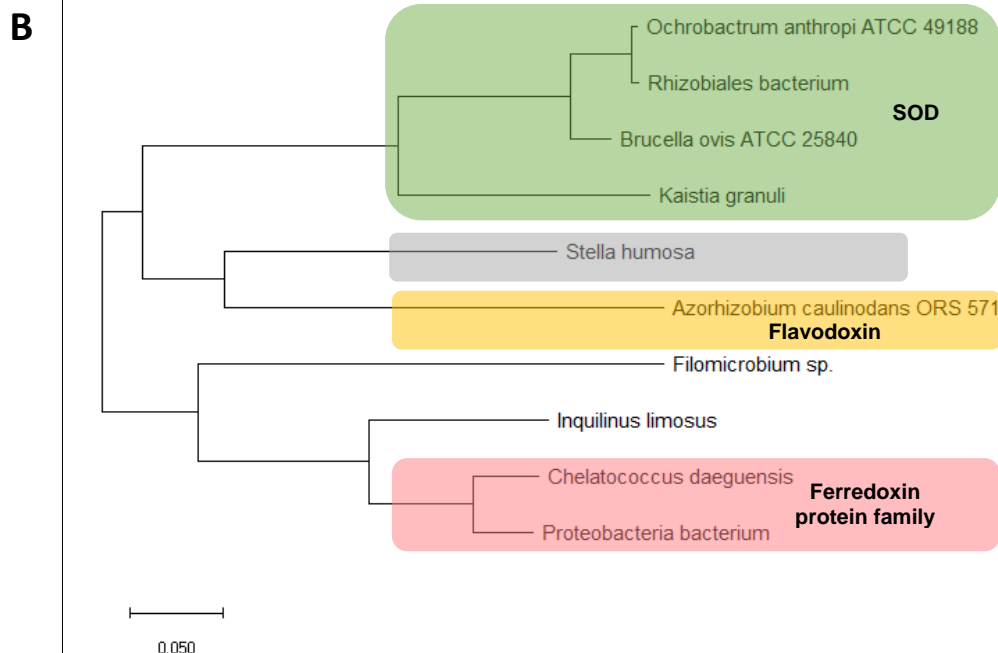 B
Ochrobactrum anthropi ATCC 49188
Rhizobiales bacterium
SOD
Brucella ovis ATCC 25840
Kaistia granuli
Stella humosa
Azorhizobium caulinodans ORS 571
Flavodoxin
Filomicrobium sp.
Inquilinus limosus
Chelatococcus daeguensis
Ferredoxin
protein family
Proteobacteria bacterium
0.050